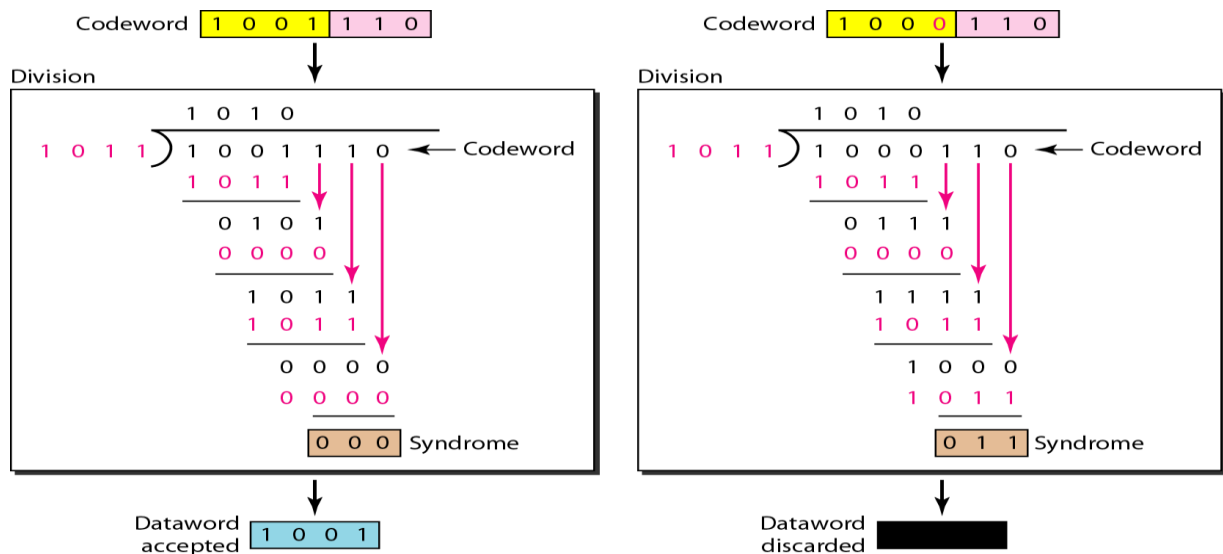 Codeword 1 0 0 1 1 1 0
Division
1 0 1 0
1 0 1 1 1 0 0 1 1 1 0 Codeword
1 0 1 1
0 1 0 1
0 0 0 0
1 0 1 1
1 0 1 1
0 0 0 0
0 0 0 0
0 0 0 Syndrome
Dataword
accepted
1 0 0 1
Codeword 1 0 0 0 1 1 0
Division
1 0 1 0
1 0 1 1 1 0 0 0 1 1 0 Codeword
1 0 1 1
0 1 1 1
0 0 0 0
1 1 1 1
1 0 1 1
1 0 0 0
1 0 1 1
0 1 1 Syndrome
Dataword
discarded